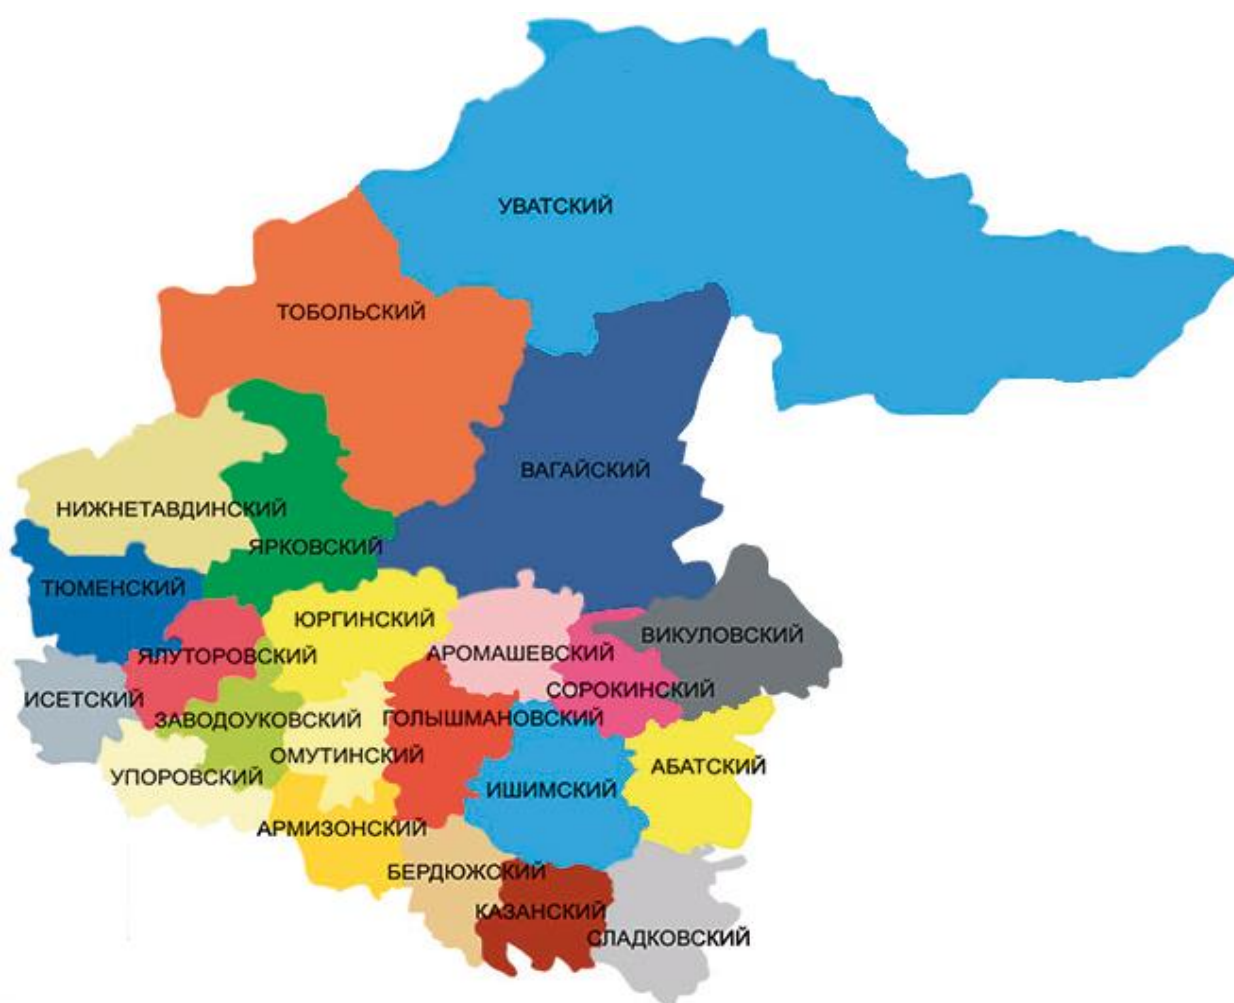 УВАТСКИЙ
ТОБОЛЬСКИЙ
ВАГАЙСКИЙ
НИЖНЕТАВДИНСКИЙ
ЯРКОВСКИЙ
ТЮМЕНСКИЙ
ЮРГИНСКИЙ
ВИКУЛОВСКИЙ
ЯЛУТОРОВСКИЙ
АРОМАШЕВСКИЙ
СОРОКИНСКИЙ
ИСЕТСКИЙ
ЗАВОДОУКОВСКИЙ
ГОЛЫШМАНОВСКИЙ
ОМУТИНСКИЙ
АБАТСКИЙ
УПОРОВСКИЙ
ИШИМСКИЙ
АРМИЗОНСКИЙ
БЕРДЮЖСКИЙ
КАЗАНСКИЙ
СЛАДКОВСКИЙ